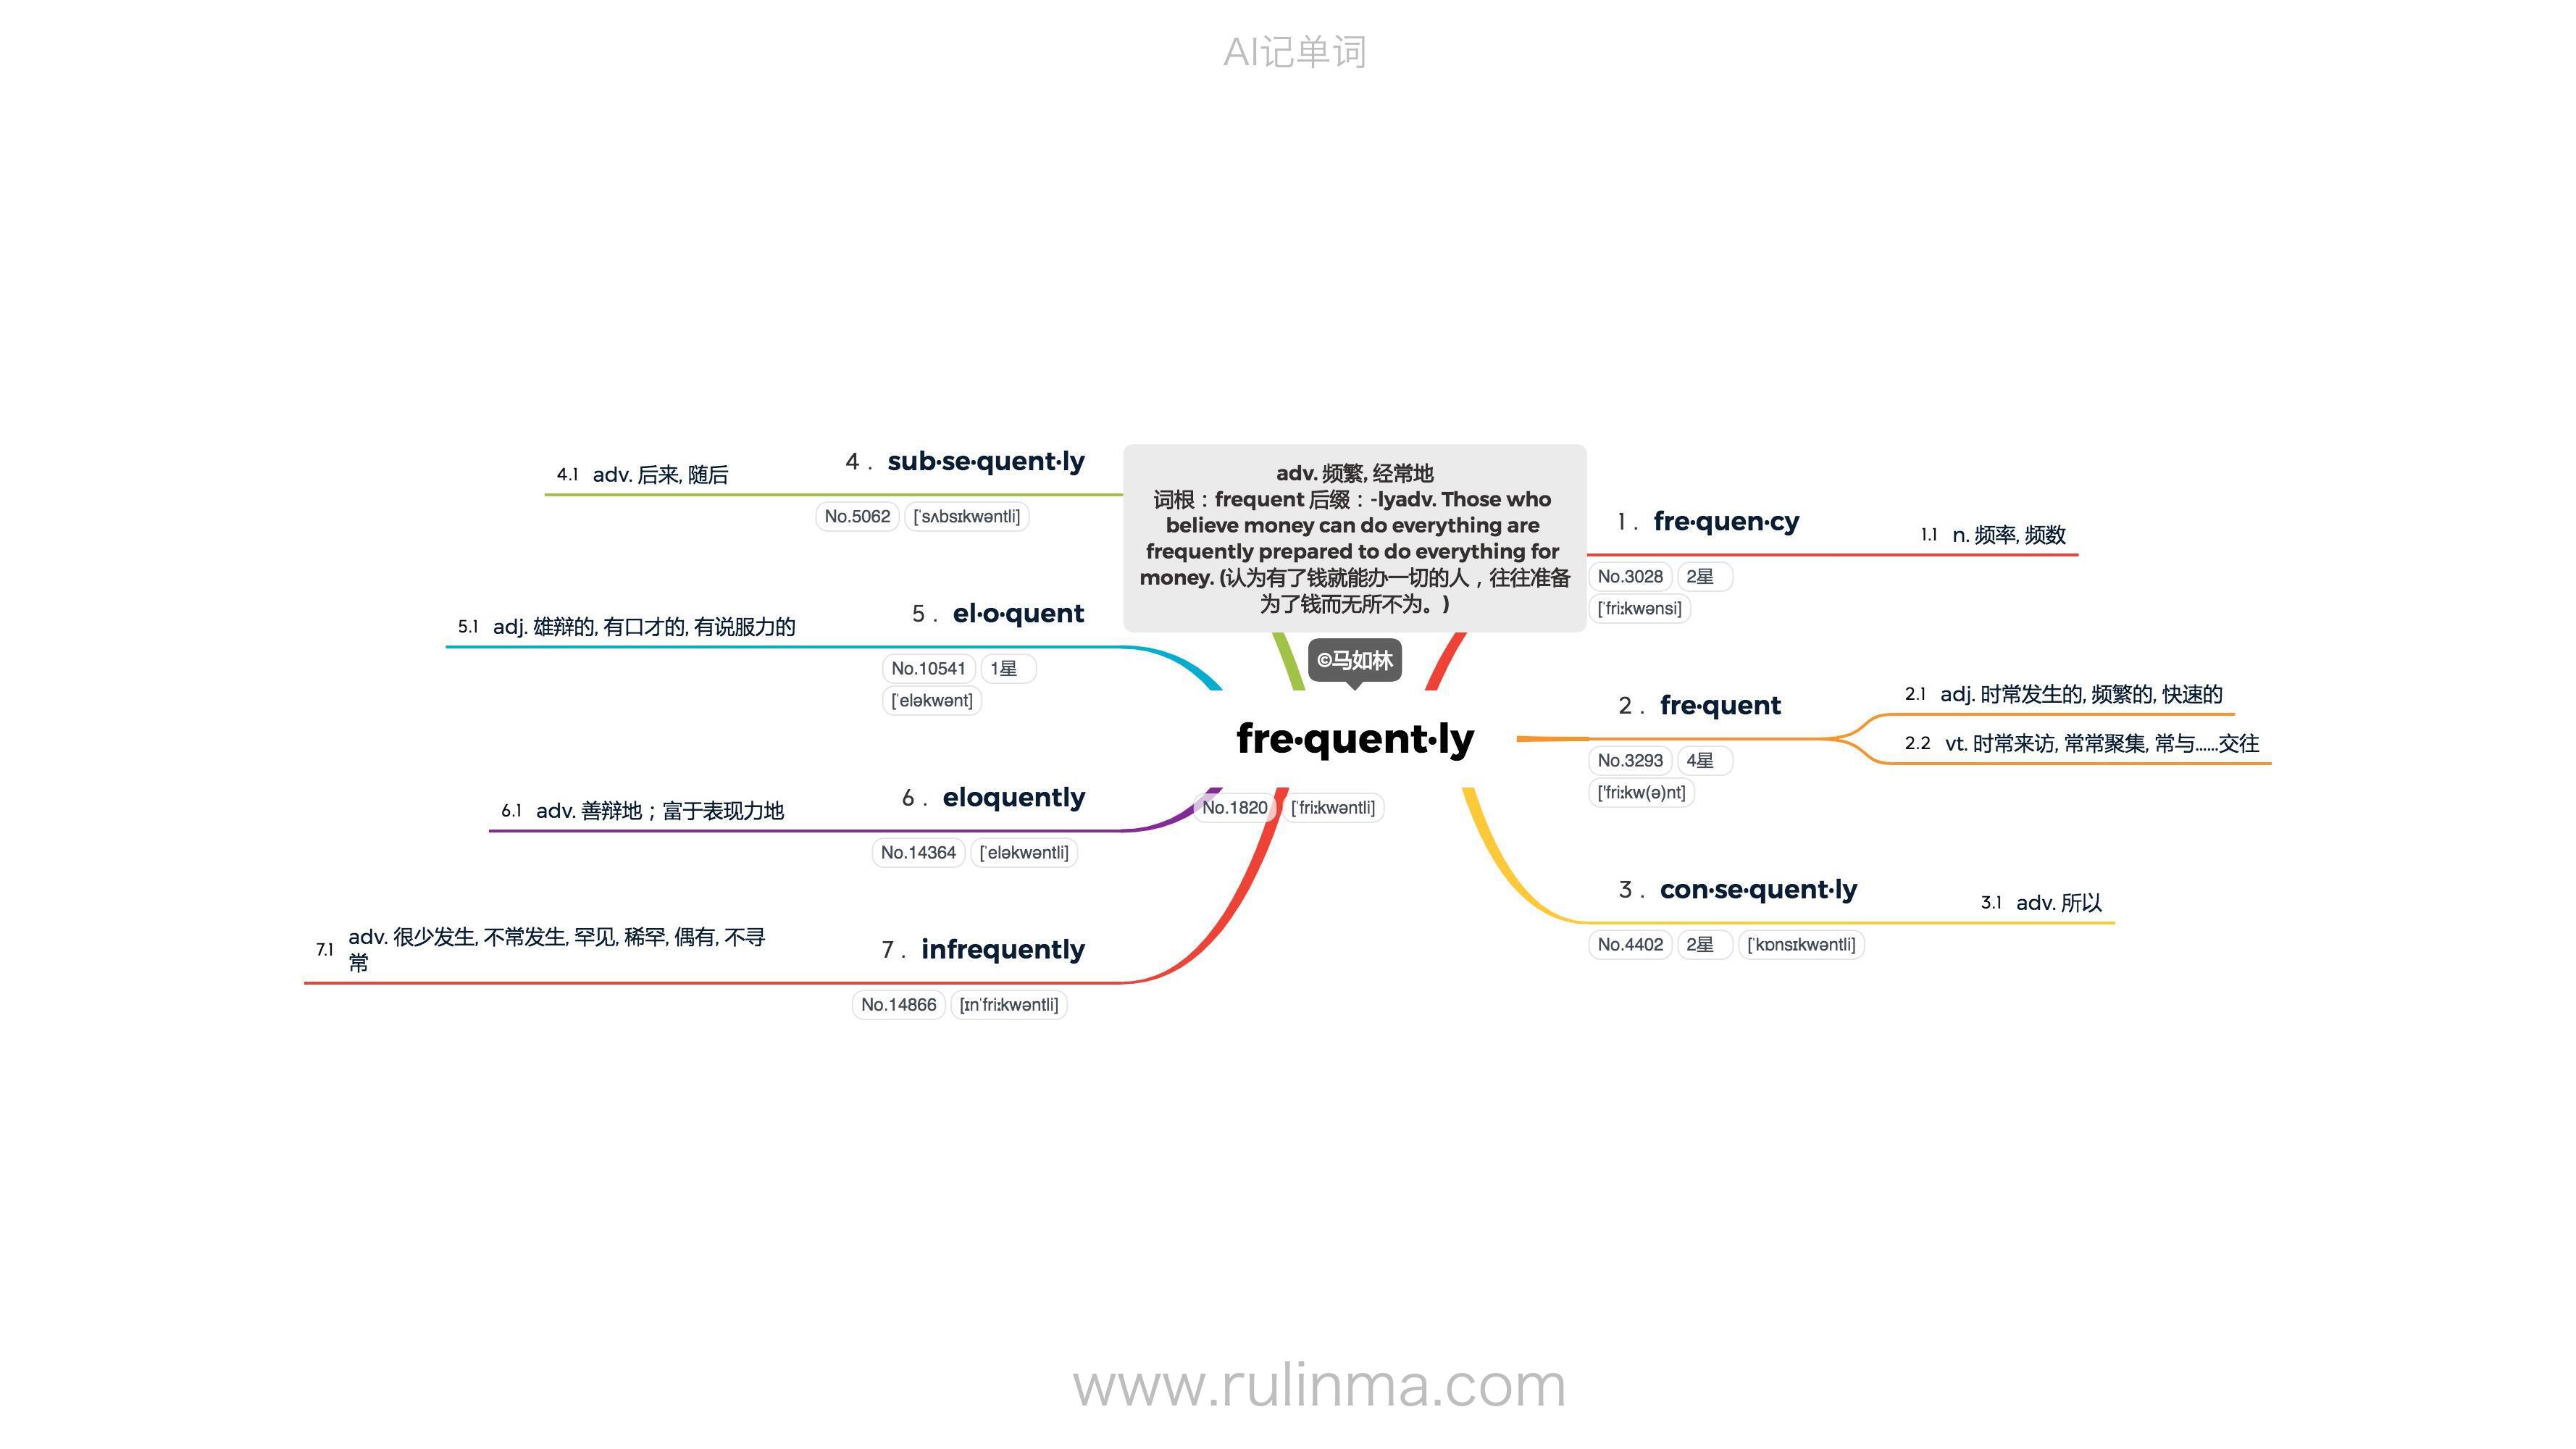 AI记单词
adv. 频繁, 经常地
词根：frequent 后缀：-lyadv. Those who
believe money can do everything are
frequently prepared to do everything for
money. (认为有了钱就能办一切的人，往往准备
为了钱而无所不为。)
©马如林
fre·quent·ly
No.1820 [ˈfriːkwəntli]
1. fre·quen·cy
No.3028 2星
[ˈfriːkwənsi]
1.1 n. 频率, 频数
2. fre·quent
No.3293 4星
['friːkw(ə)nt]
2.1 adj. 时常发生的, 频繁的, 快速的
2.2 vt. 时常来访, 常常聚集, 常与……交往
3. con·se·quent·ly
No.4402 2星 [ˈkɒnsɪkwəntli]
3.1 adv. 所以
4. sub·se·quent·ly
No.5062 [ˈsʌbsɪkwəntli]
4.1 adv. 后来, 随后
5. el·o·quent
No.10541 1星
[ˈeləkwənt]
5.1 adj. 雄辩的, 有口才的, 有说服力的
6. eloquently
No.14364 [ˈeləkwəntli]
6.1 adv. 善辩地；富于表现力地
7. infrequently
No.14866 [ɪnˈfriːkwəntli]
7.1 adv. 很少发生, 不常发生, 罕见, 稀罕, 偶有, 不寻
常
www.rulinma.com